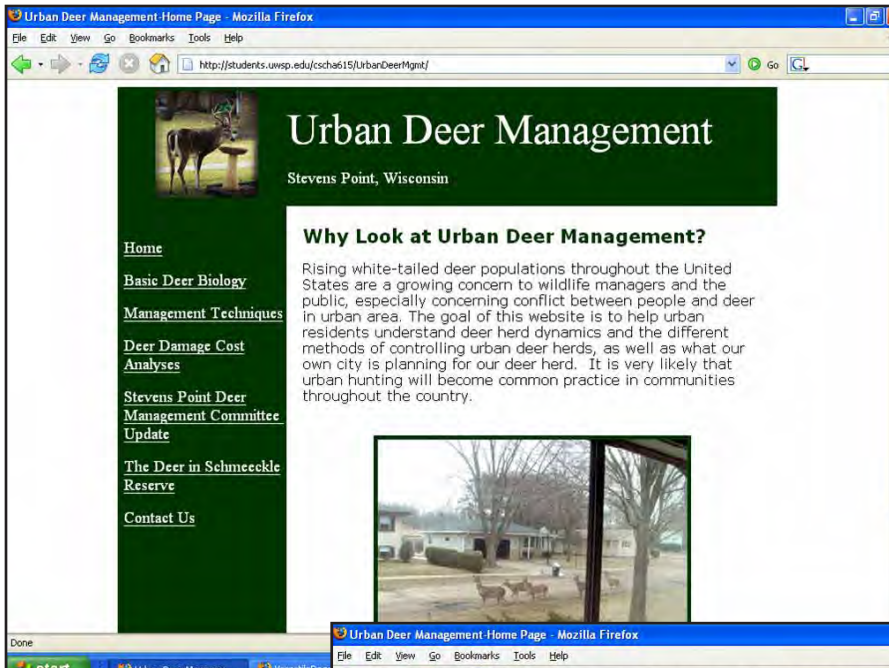 Urban Deer Management-Home Page - Mozilla Firefox
File Edit View Go Bookmarks Tools Help
http://students.uwsp.edu/cscha615/UrbanDeerMgmt/
Go
Urban Deer Management
Stevens Point, Wisconsin
Home
Basic Deer Biology
Management Techniques
Deer Damage Cost
Analyses
Stevens Point Deer
Management Committee
Update
The Deer in Schmeeckle
Reserve
Contact Us
Why Look at Urban Deer Management?
Rising white-tailed deer populations throughout the United
States are a growing concern to wildlife managers and the
public, especially concerning conflict between people and deer
in urban area. The goal of this website is to help urban
residents understand deer herd dynamics and the different
methods of controlling urban deer herds, as well as what our
own city is planning for our deer herd. It is very likely that
urban hunting will become common practice in communities
throughout the country.
Done
Urban Deer Management-Home Page - Mozilla Firefox
File Edit View Go Bookmarks Tools Help
start